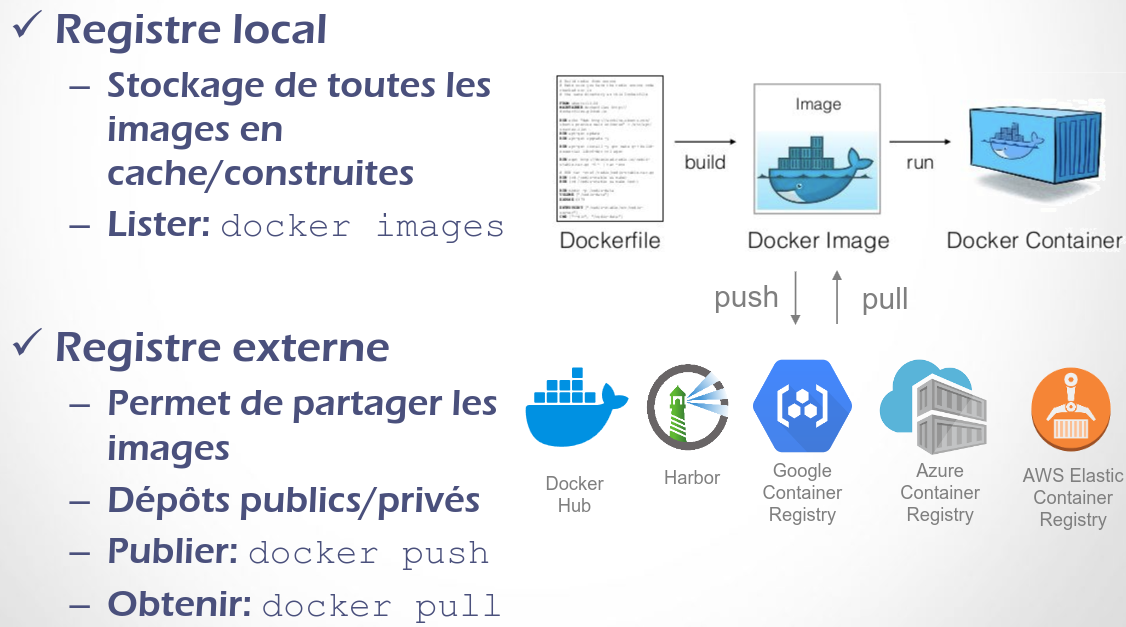 ✓ Registre local
– Stockage de toutes les
images en
cache/construites
– Lister: docker images
Image
build
run
Dockerfile
Docker Image
Docker Container
push
pull
✓ Registre externe
– Permet de partager les
images
– Dépôts publics/privés
– Publier: docker push
– Obtenir: docker pull
Docker
Hub
Harbor
Google
Container
Registry
Azure
Container
Registry
AWS Elastic
Container
Registry